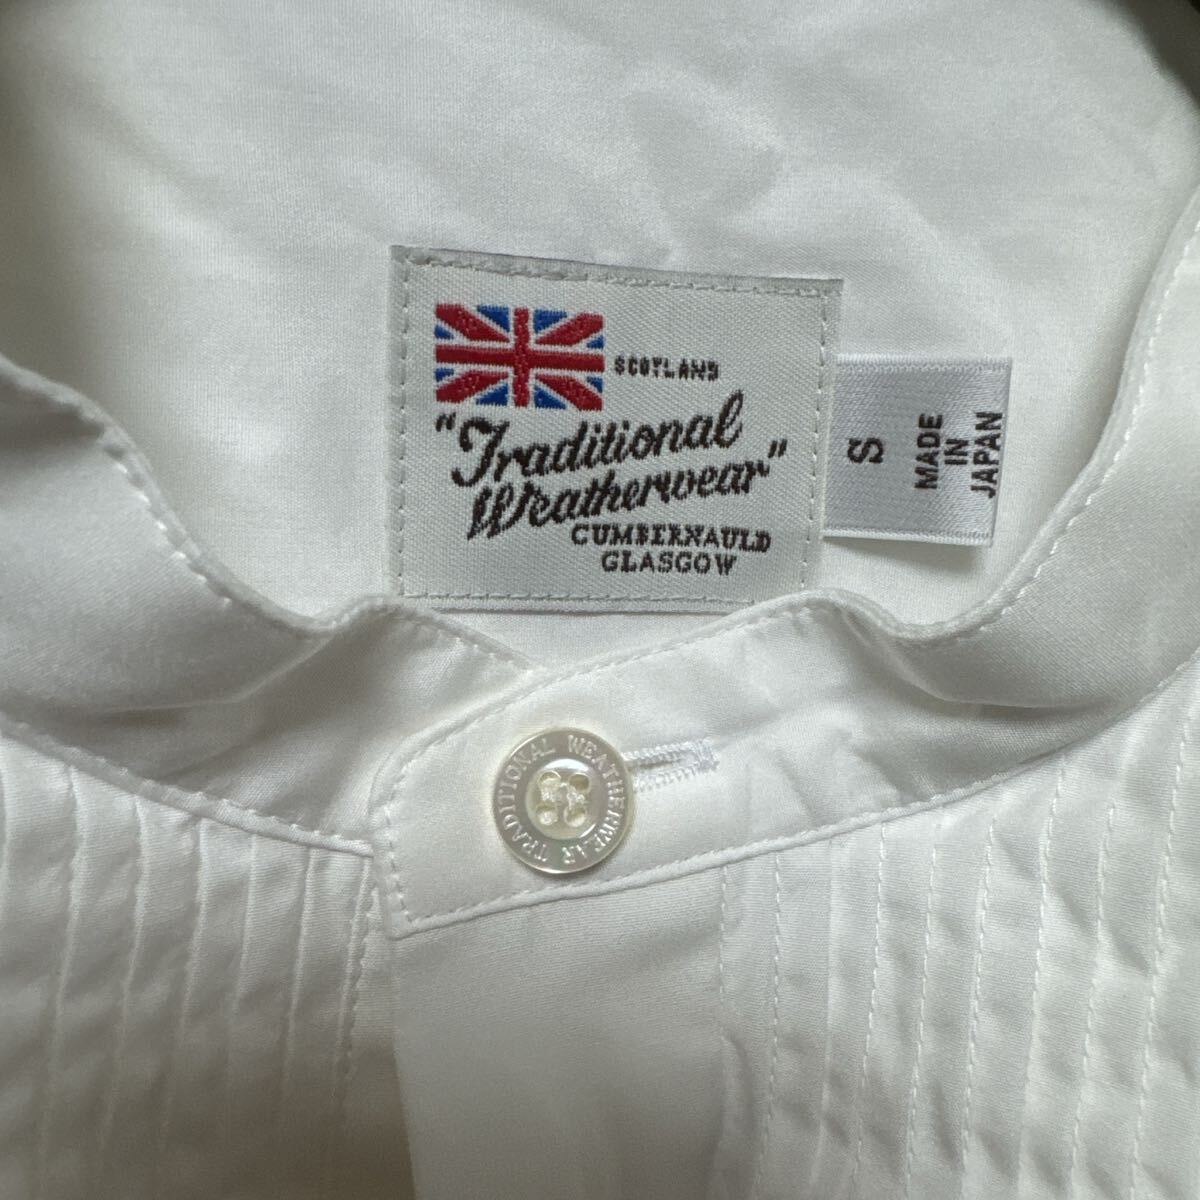 SCOTLAND
"Traditional
Weatherwear"
CUMBERNAULD
GLASGOW
S
MADE
IN
JAPAN
TRADITIONAL WEATHERWEAR